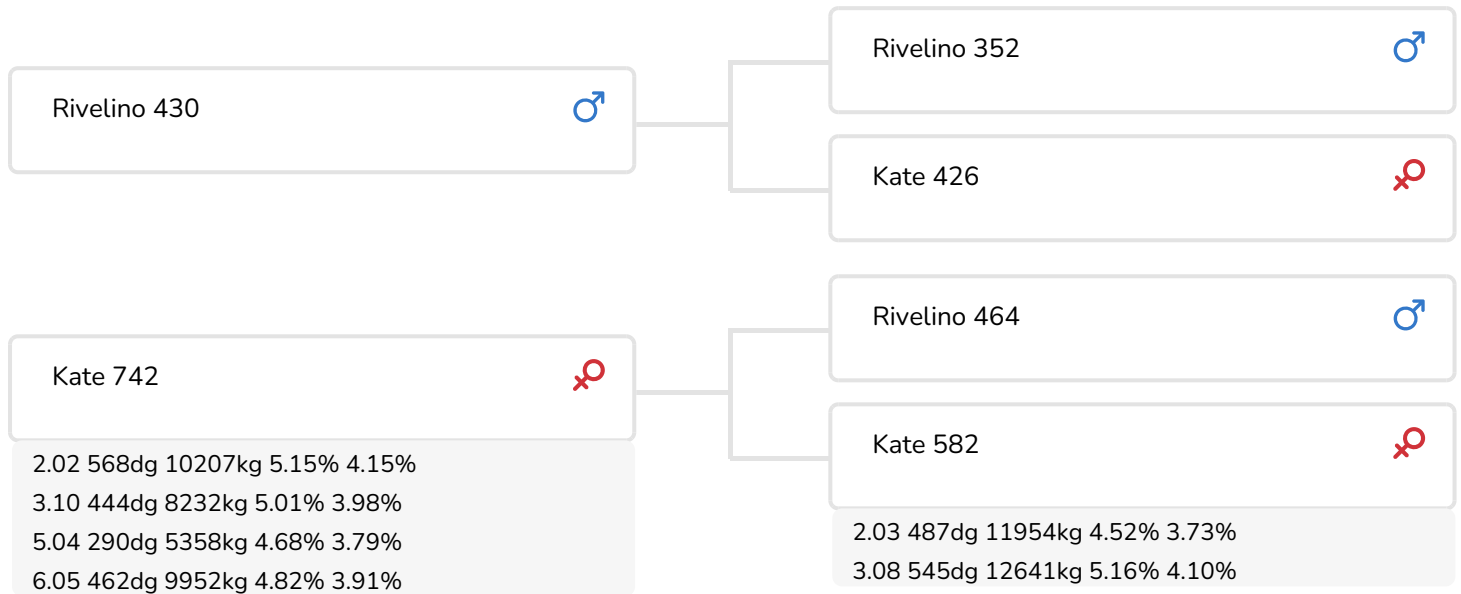 Rivelino 430
Rivelino 352
Kate 426
Kate 742
2.02 568dg 10207kg 5.15% 4.15%
3.10 444dg 8232kg 5.01% 3.98%
5.04 290dg 5358kg 4.68% 3.79%
6.05 462dg 9952kg 4.82% 3.91%
Rivelino 464
Kate 582
2.03 487dg 11954kg 4.52% 3.73%
3.08 545dg 12641kg 5.16% 4.10%